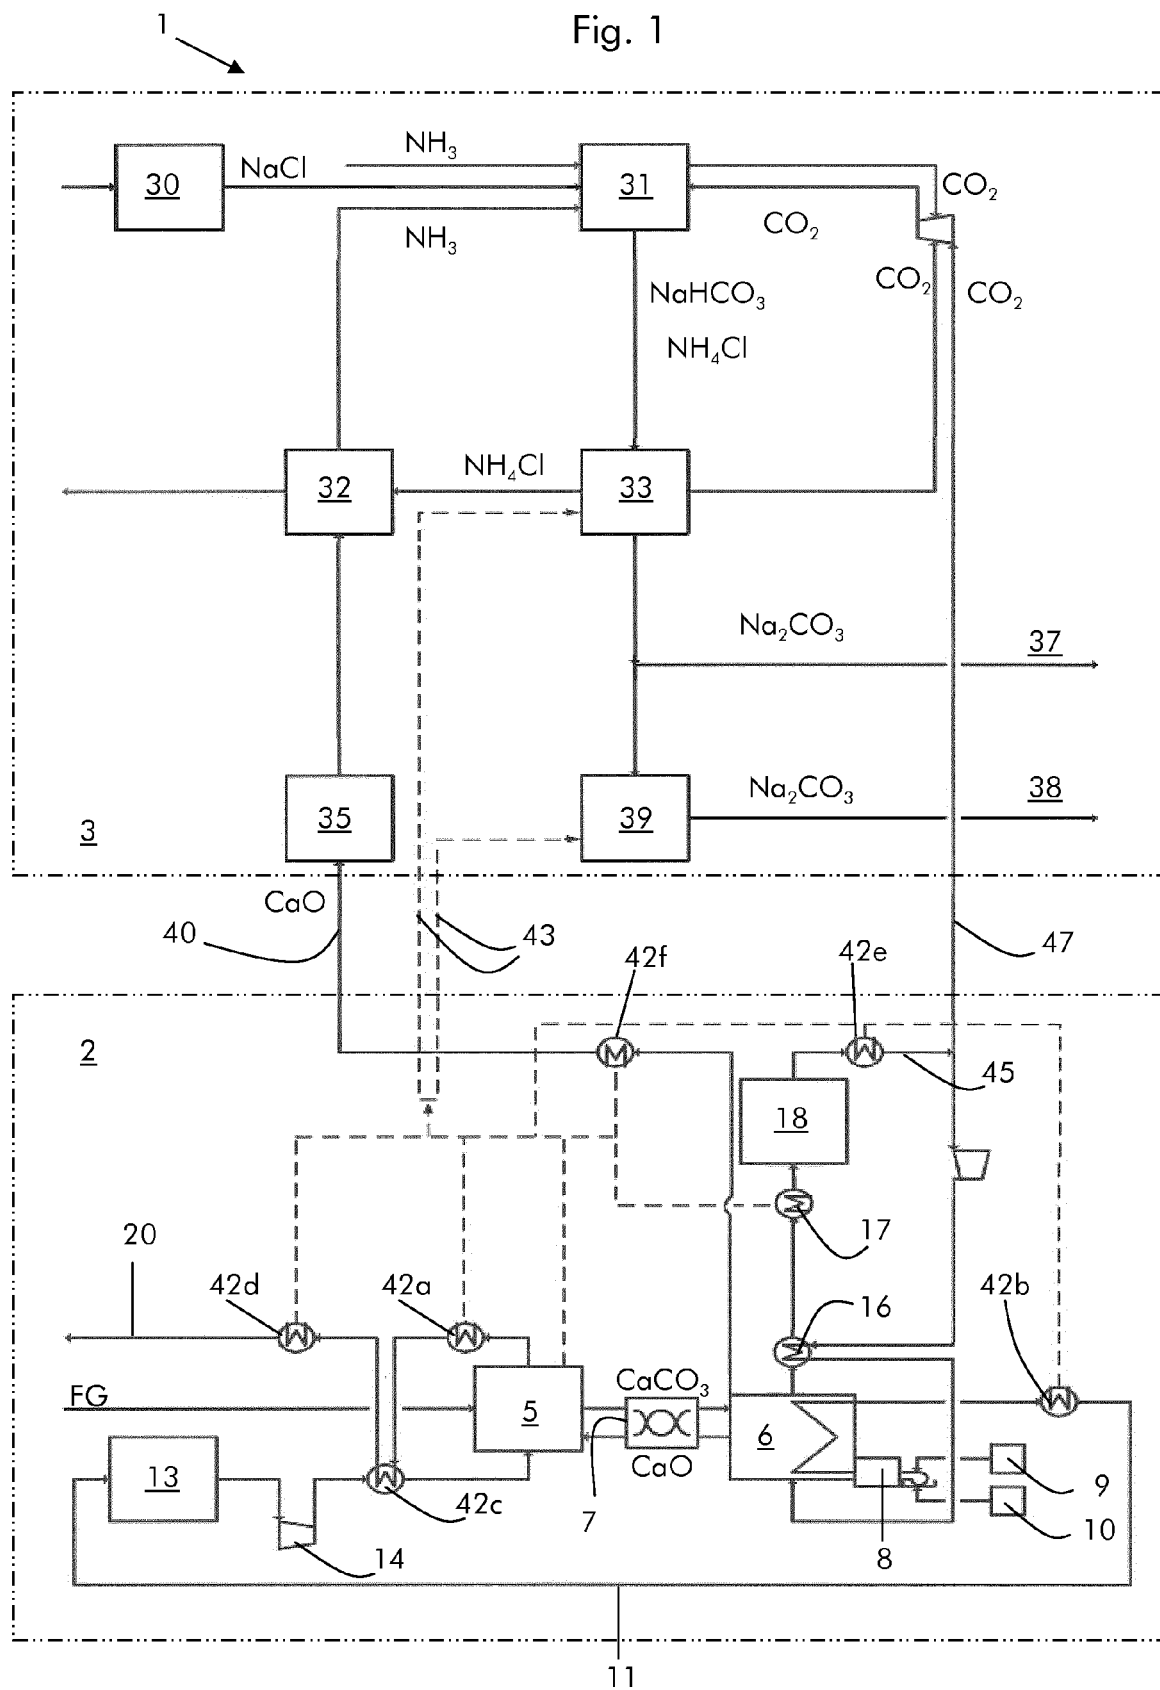 Fig. 1
1
NH₃
NaCl
30
31
CO₂
NH₃
CO₂
CO₂
CO₂
NaHCO₃
NH₄Cl
NH₄Cl
32
33
Na₂CO₃
37
Na₂CO₃
38
35
39
3
CaO
40
43
47
42f
42e
2
45
18
17
20
42d
42a
16
42b
FG
CaCO₃
5
6
CaO
13
42c
7
8
9
10
14
11